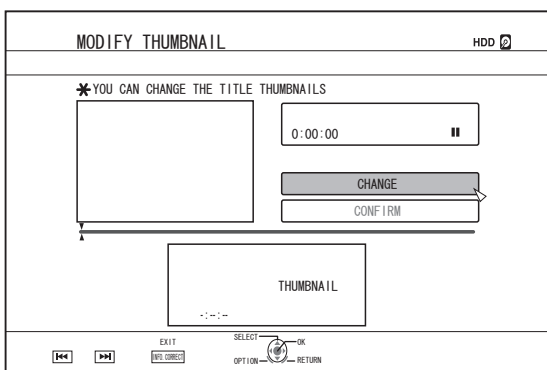 MODIFY THUMBNAIL
HDD
YOU CAN CHANGE THE TITLE THUMBNAILS
0:00:00
CHANGE
CONFIRM
THUMBNAIL
-:--:--
EXIT
INFO.CORRECT
SELECT
OK
OPTION
RETURN